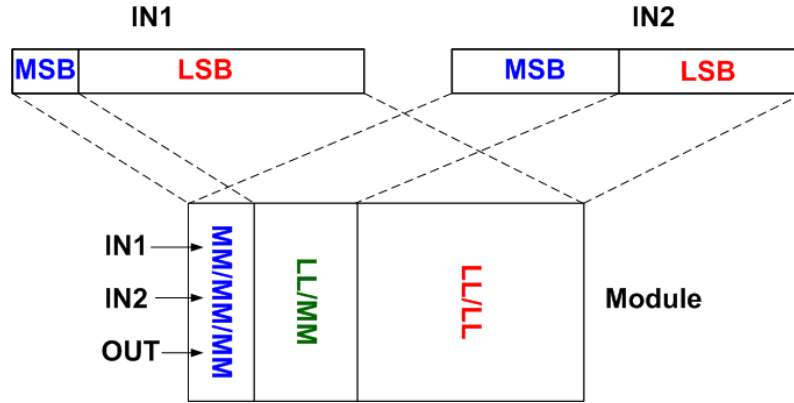 IN1 IN2
MSB LSB MSB LSB
IN1
IN2
OUT
MM/MM/MM
LL/MM
LL/LL
Module